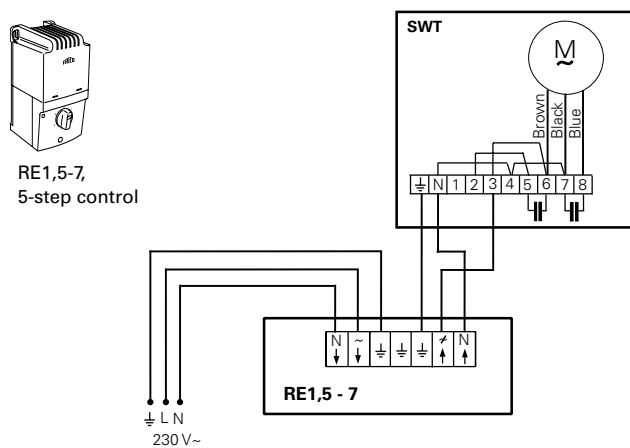 SWT
M
~
Brown
Black
Blue
RE1,5-7,
5-step control
N 1 2 3 4 5 6 7 8
N ~ N
RE1,5 - 7
L N
230 V~